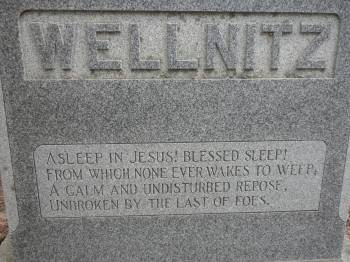 WELLNITZ
ASLEEP IN JESUS! BLESSED SLEEP!
FROM WHICH NONE EVER WAKES TO WEEP,
A CALM AND UNDISTURBED REPOSE,
UNBROKEN BY THE LAST OF FOES.